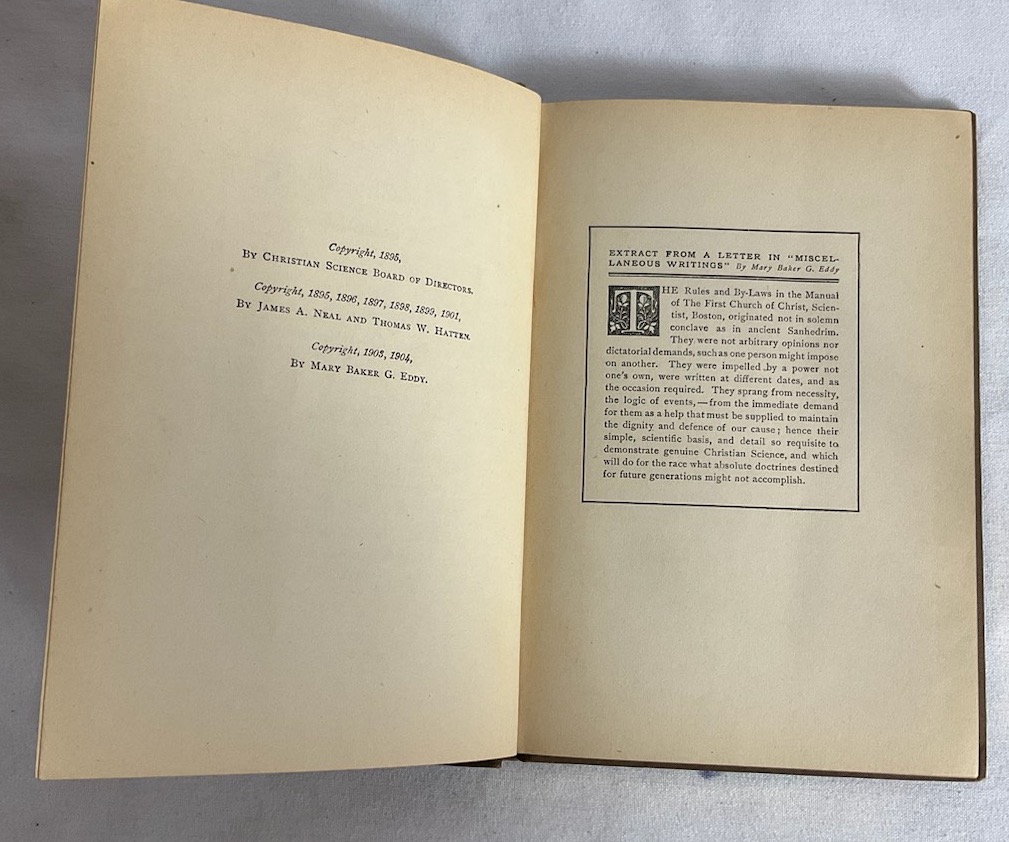 Copyright, 1895,
By Christian Science Board of Directors.
Copyright, 1895, 1896, 1897, 1898, 1899, 1901,
By James A. Neal and Thomas W. Hatten.
Copyright, 1903, 1904,
By Mary Baker G. Eddy.
EXTRACT FROM A LETTER IN "MISCEL-
LANEOUS WRITINGS" By Mary Baker G. Eddy
THE Rules and By-Laws in the Manual
of The First Church of Christ, Scien-
tist, Boston, originated not in solemn
conclave as in ancient Sanhedrim.
They were not arbitrary opinions nor
dictatorial demands, such as one person might impose
on another. They were impelled by a power not
one's own, were written at different dates, and as
the occasion required. They sprang from necessity,
the logic of events,—from the immediate demand
for them as a help that must be supplied to maintain
the dignity and defence of our cause; hence their
simple, scientific basis, and detail so requisite to
demonstrate genuine Christian Science, and which
will do for the race what absolute doctrines destined
for future generations might not accomplish.